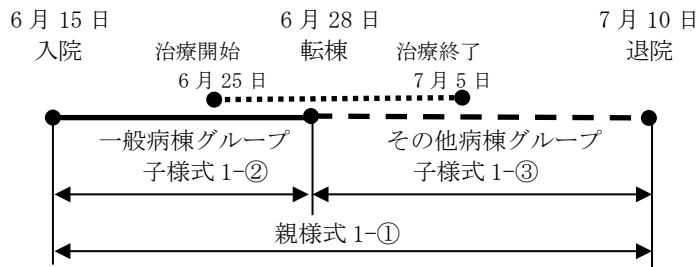 6 月 15 日 6 月 28 日 7 月 10 日
入院 治療開始 転棟 治療終了 退院
6 月 25 日 7 月 5 日
一般病棟グループ その他病棟グループ
子様式 1-② 子様式 1-③
親様式 1-①